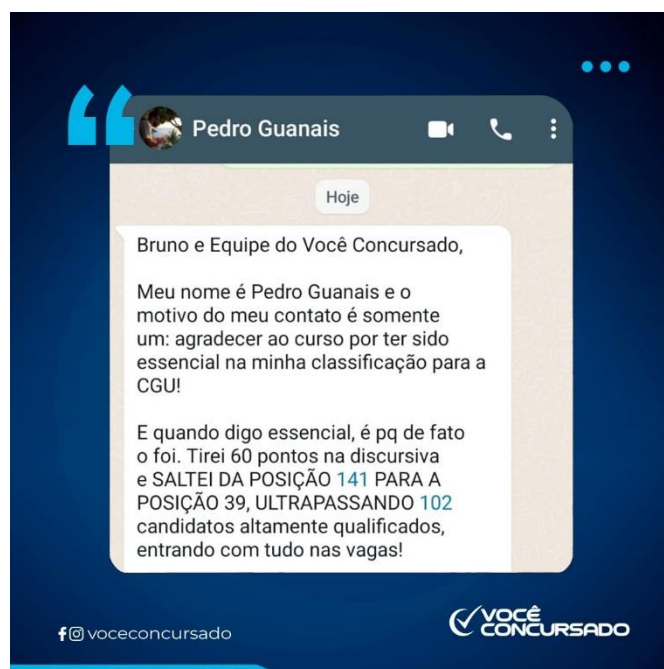 Pedro Guanais
Hoje
Bruno e Equipe do Você Concursado,
Meu nome é Pedro Guanais e o
motivo do meu contato é somente
um: agradecer ao curso por ter sido
essencial na minha classificação para a
CGU!
E quando digo essencial, é pq de fato
o foi. Tirei 60 pontos na discursiva
e SALTEI DA POSIÇÃO 141 PARA A
POSIÇÃO 39, ULTRAPASSANDO 102
candidatos altamente qualificados,
entrando com tudo nas vagas!
voceconcursado
VOCÊ
CONCURSADO